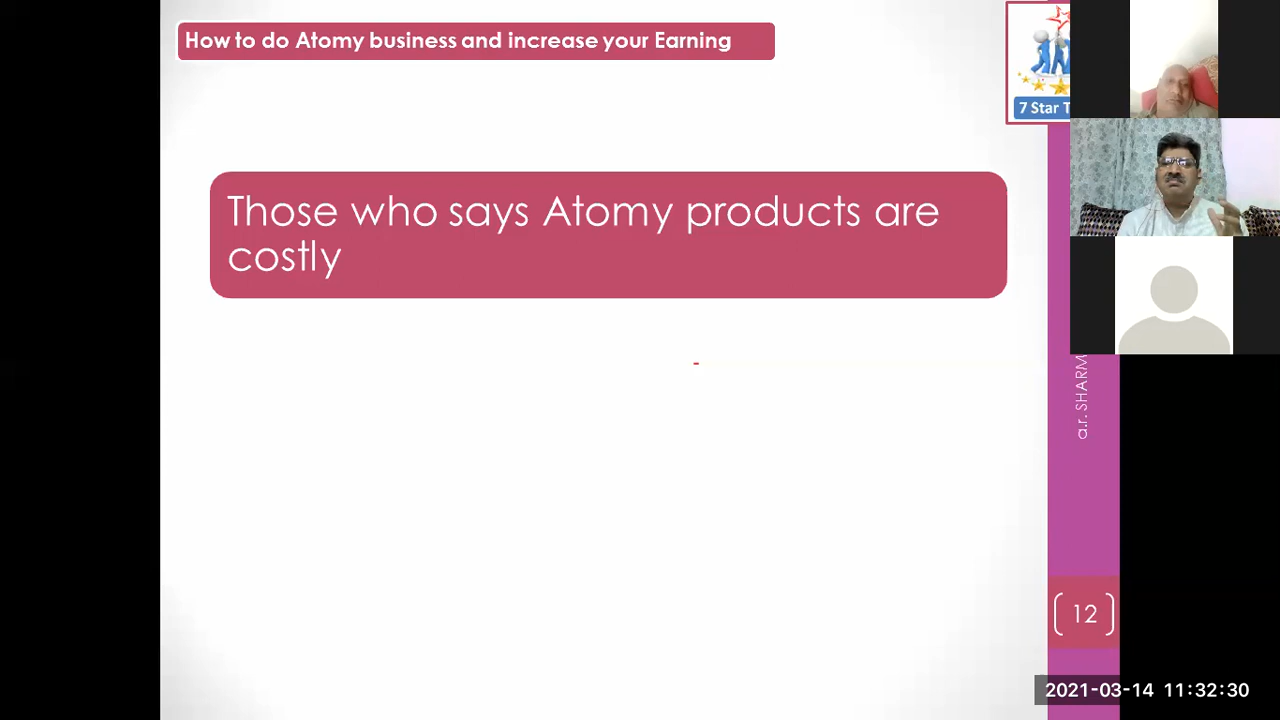 How to do Atomy business and increase your Earning
7 Star T
Those who says Atomy products are
costly
a.r. SHARM
12
2021-03-14 11:32:30